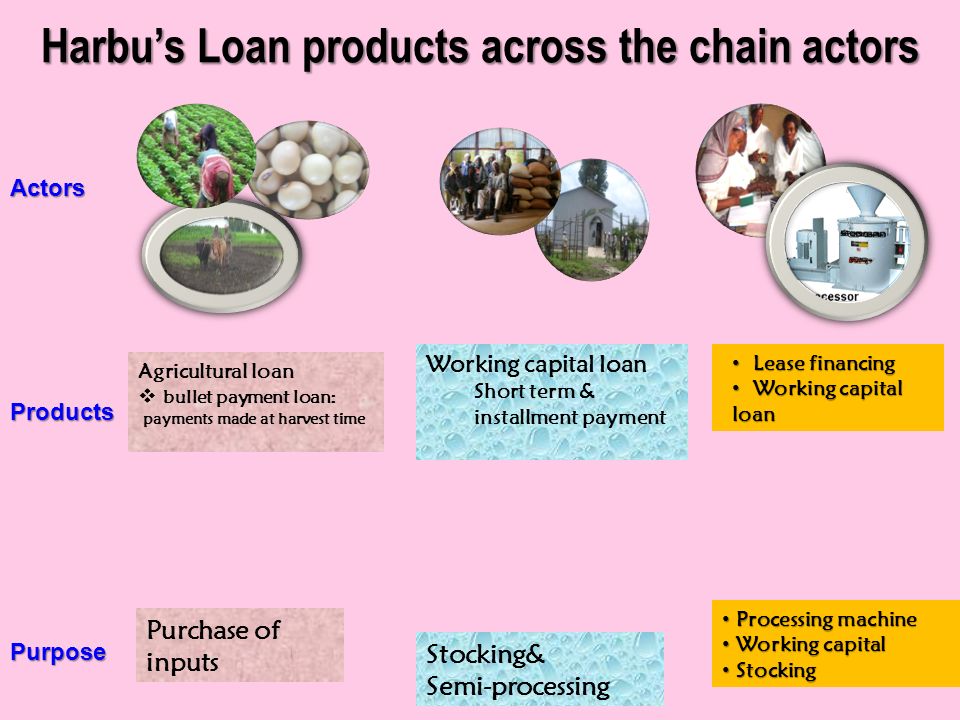 Harbu's Loan products across the chain actors
Actors
ocessor
Products
Agricultural loan
❖ bullet payment loan:
payments made at harvest time
Working capital loan
Short term &
installment payment
• Lease financing
• Working capital
loan
Purpose
Purchase of
inputs
Stocking&
Semi-processing
• Processing machine
• Working capital
• Stocking